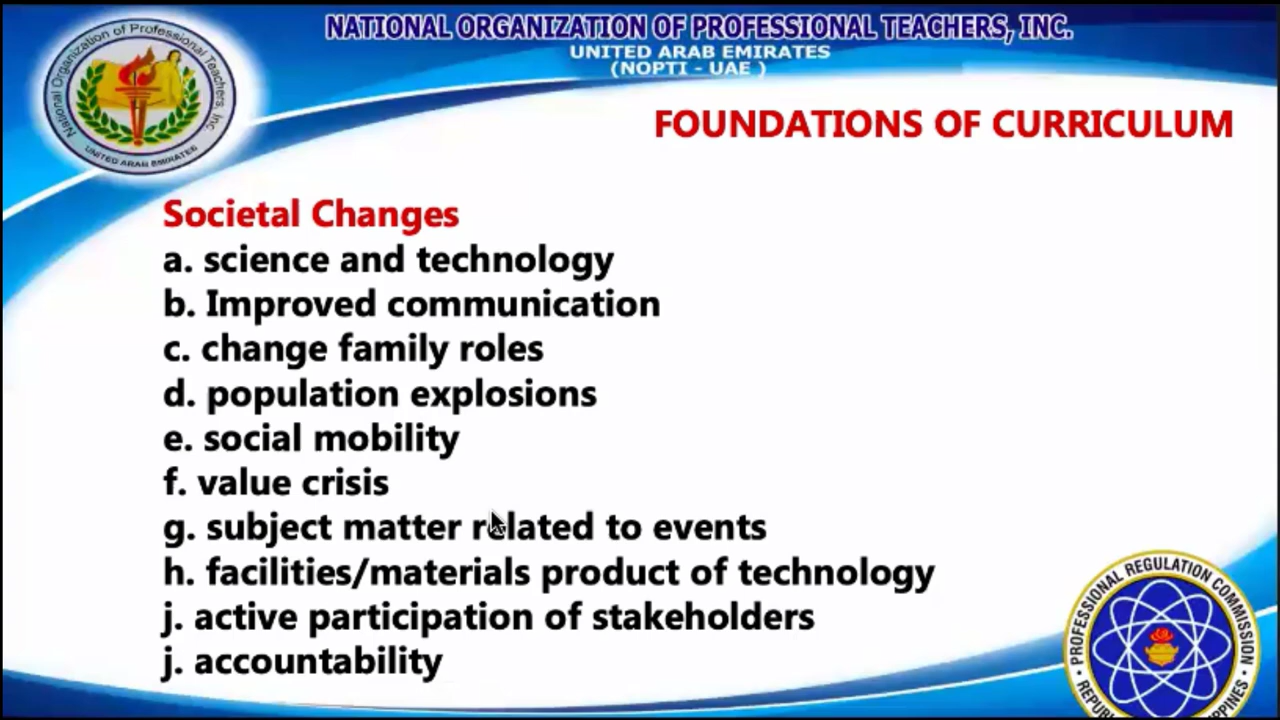 NATIONAL ORGANIZATION OF PROFESSIONAL TEACHERS, INC.
UNITED ARAB EMIRATES
(NOPTI - UAE )
National Organization of Professional Teachers, Inc
UNITED ARAB EMIRATES
FOUNDATIONS OF CURRICULUM
Societal Changes
a. science and technology
b. Improved communication
c. change family roles
d. population explosions
e. social mobility
f. value crisis
g. subject matter related to events
h. facilities/materials product of technology
j. active participation of stakeholders
j. accountability
PROFESSIONAL REGULATION COMMISSION